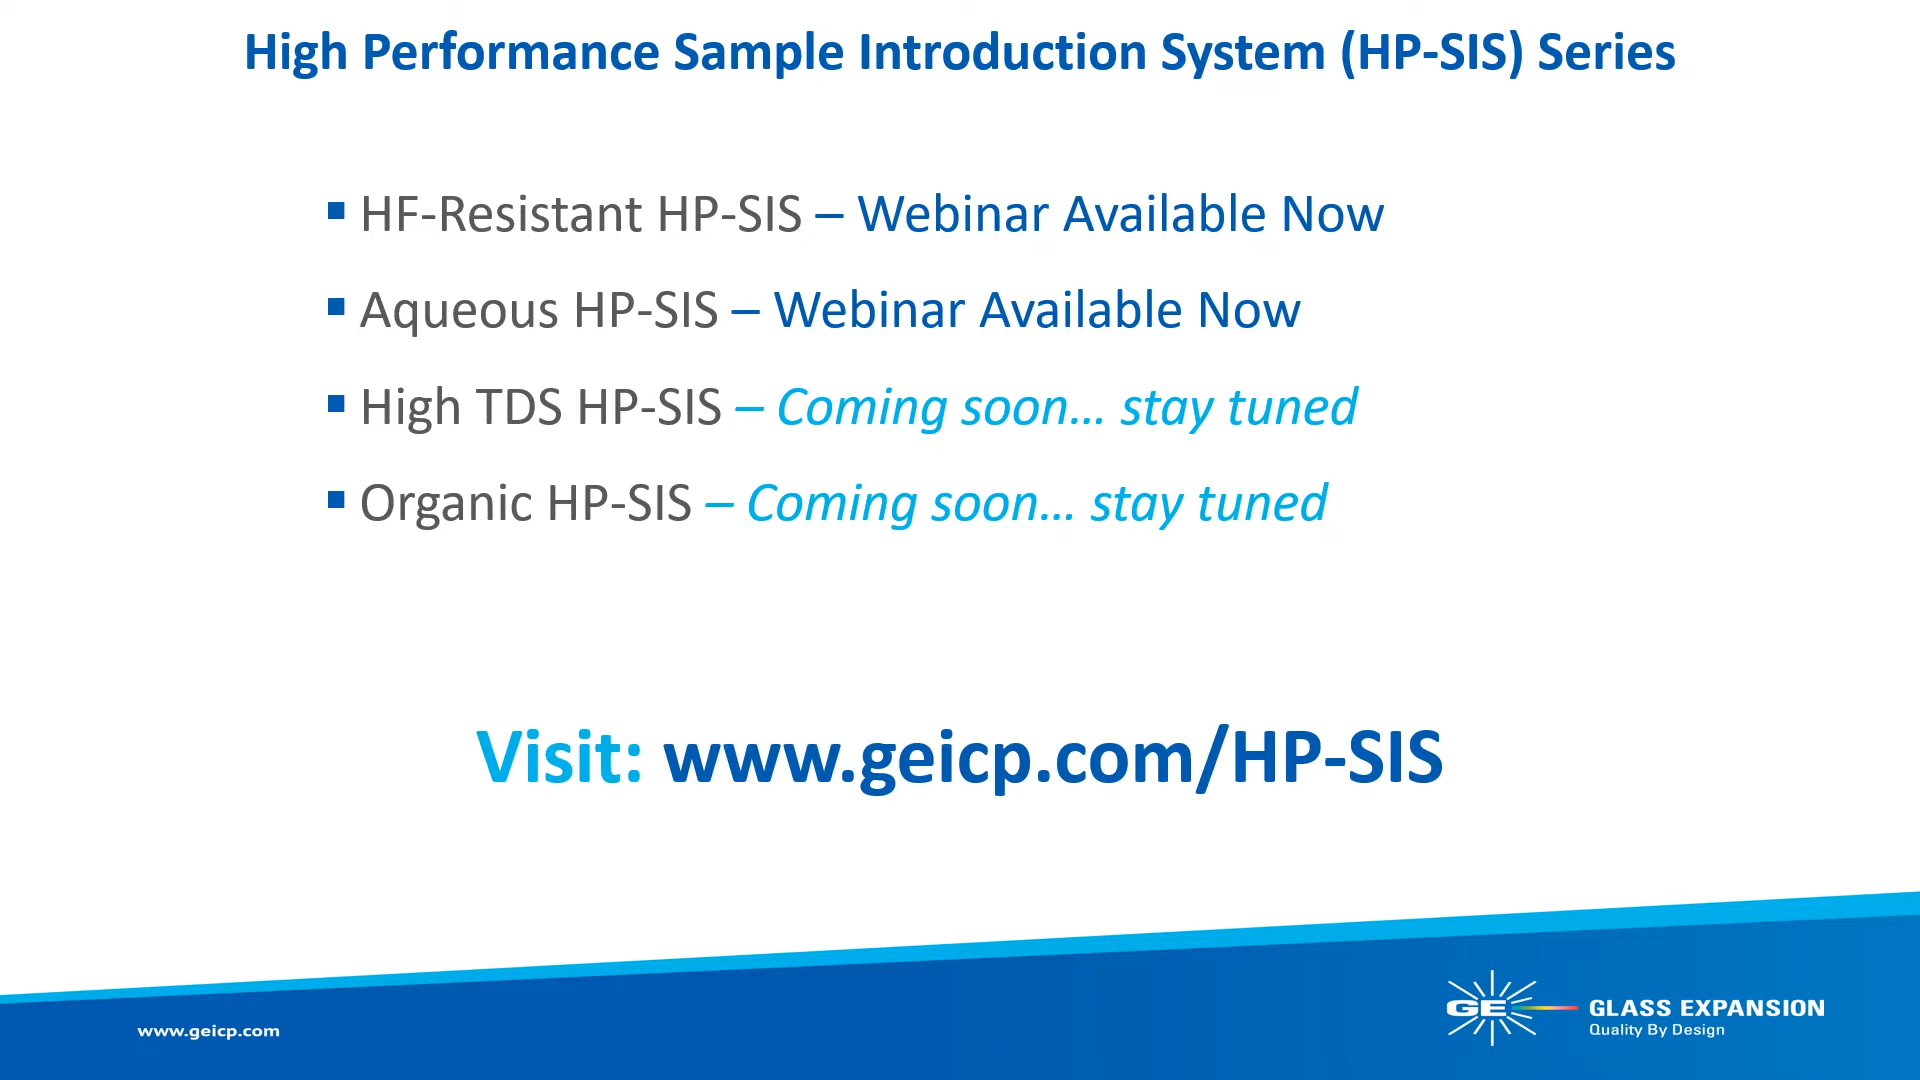 High Performance Sample Introduction System (HP-SIS) Series
▪ HF-Resistant HP-SIS – Webinar Available Now
▪ Aqueous HP-SIS – Webinar Available Now
▪ High TDS HP-SIS – Coming soon… stay tuned
▪ Organic HP-SIS – Coming soon… stay tuned
Visit: www.geicp.com/HP-SIS
www.geicp.com
GE GLASS EXPANSION
Quality By Design